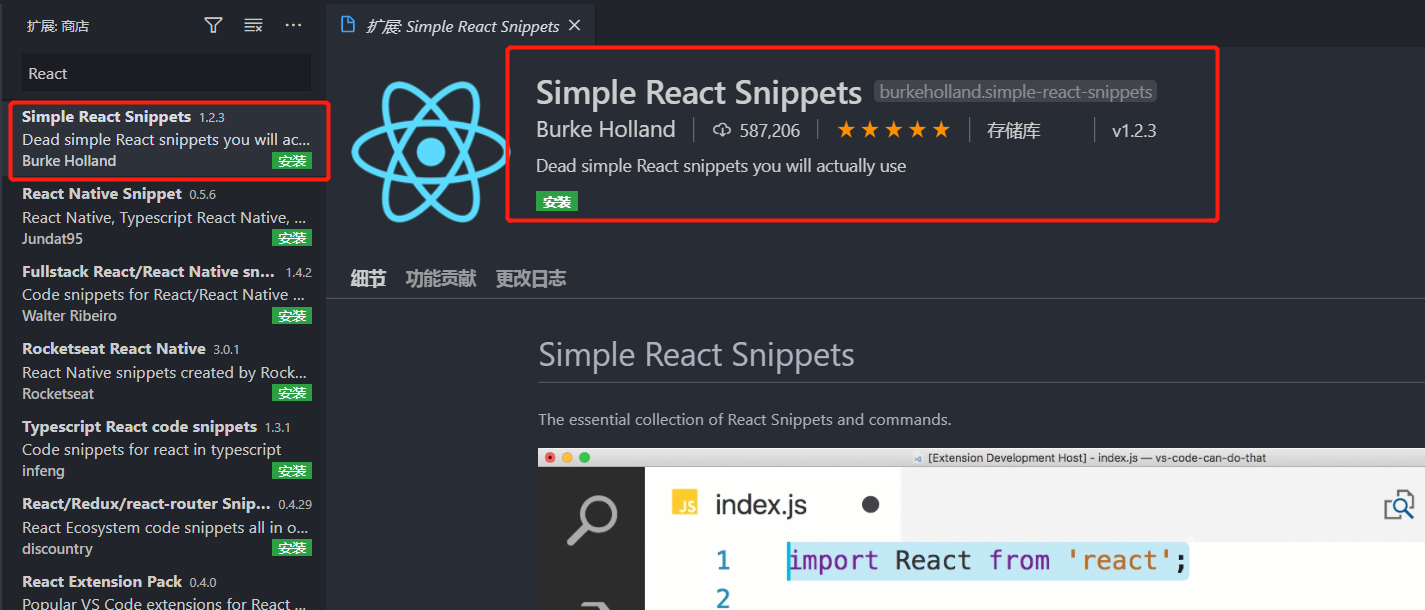 扩展: 商店
React
Simple React Snippets 1.2.3
Dead simple React snippets you will ac...
Burke Holland 安装
React Native Snippet 0.5.6
React Native, Typescript React Native, ...
Jundat95 安装
Fullstack React/React Native sn... 1.4.2
Code snippets for React/React Native ...
Walter Ribeiro 安装
Rocketseat React Native 3.0.1
React Native snippets created by Rock...
Rocketseat 安装
Typescript React code snippets 1.3.1
Code snippets for react in typescript
infeng 安装
React/Redux/react-router Snip... 0.4.29
React Ecosystem code snippets all in o...
discountry 安装
React Extension Pack 0.4.0
Popular VS Code extensions for React ...
扩展: Simple React Snippets
Simple React Snippets burkeholland.simple-react-snippets
Burke Holland 587,206 ★★★★★ 存储库 v1.2.3
Dead simple React snippets you will actually use
安装
细节 功能贡献 更改日志
Simple React Snippets
The essential collection of React Snippets and commands.
[Extension Development Host] - index.js — vs-code-can-do-that
JS index.js
1 import React from 'react';
2